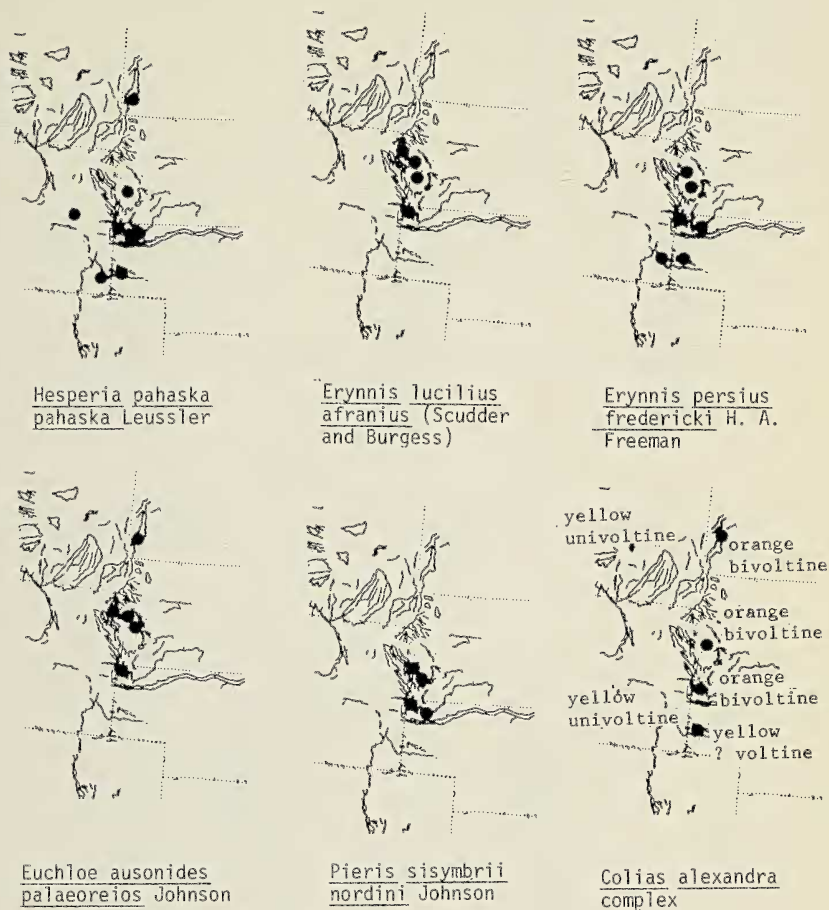 Hesperia pahaska
pahaska Leussler
Erynnis lucilius
afranius (Scudder
and Burgess)
Erynnis persius
fredericki H. A.
Freeman
yellow
univoltine
orange
bivoltine
orange
bivoltine
orange
bivoltine
yellow
univoltine
yellow
? voltine
Euchloe ausonides
palaeoreios Johnson
Pieris sisymbrii
nordini Johnson
Colias alexandra
complex